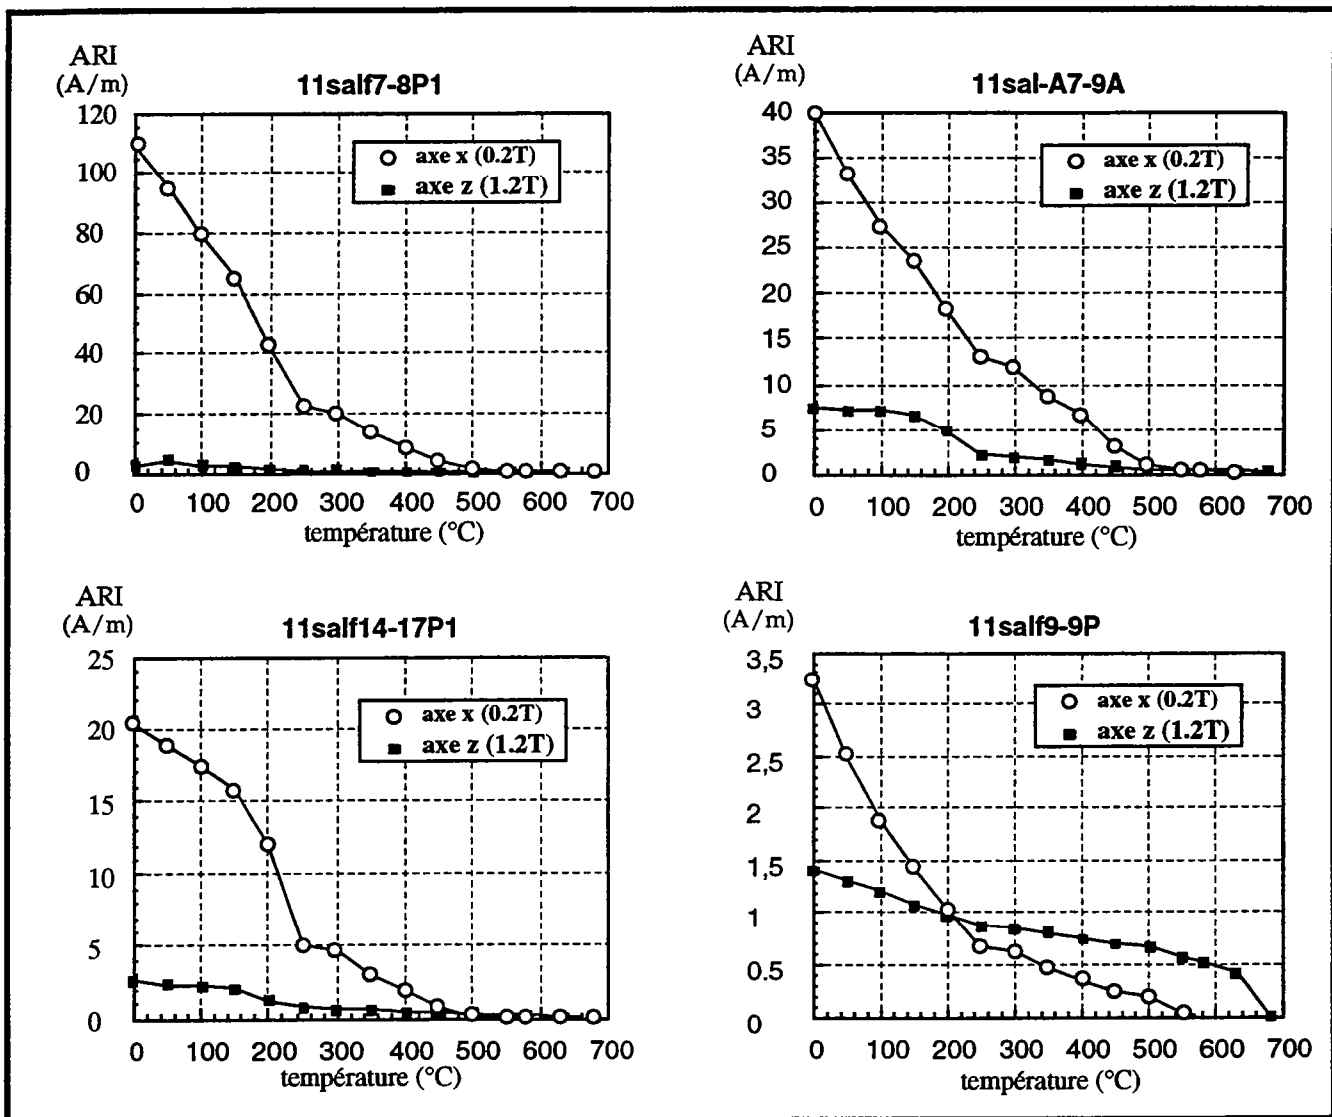 ARI
(A/m)
11salf7-8P1
120
100
80
60
40
20
0
axe x (0.2T)
axe z (1.2T)
0 100 200 300 400 500 600 700
température (°C)
ARI
(A/m)
11sal-A7-9A
40
35
30
25
20
15
10
5
0
axe x (0.2T)
axe z (1.2T)
0 100 200 300 400 500 600 700
température (°C)
ARI
(A/m)
11salf14-17P1
25
20
15
10
5
0
axe x (0.2T)
axe z (1.2T)
0 100 200 300 400 500 600 700
température (°C)
ARI
(A/m)
11salf9-9P
3,5
3
2,5
2
1,5
1
0.5
0
axe x (0.2T)
axe z (1.2T)
0 100 200 300 400 500 600 700
température (°C)